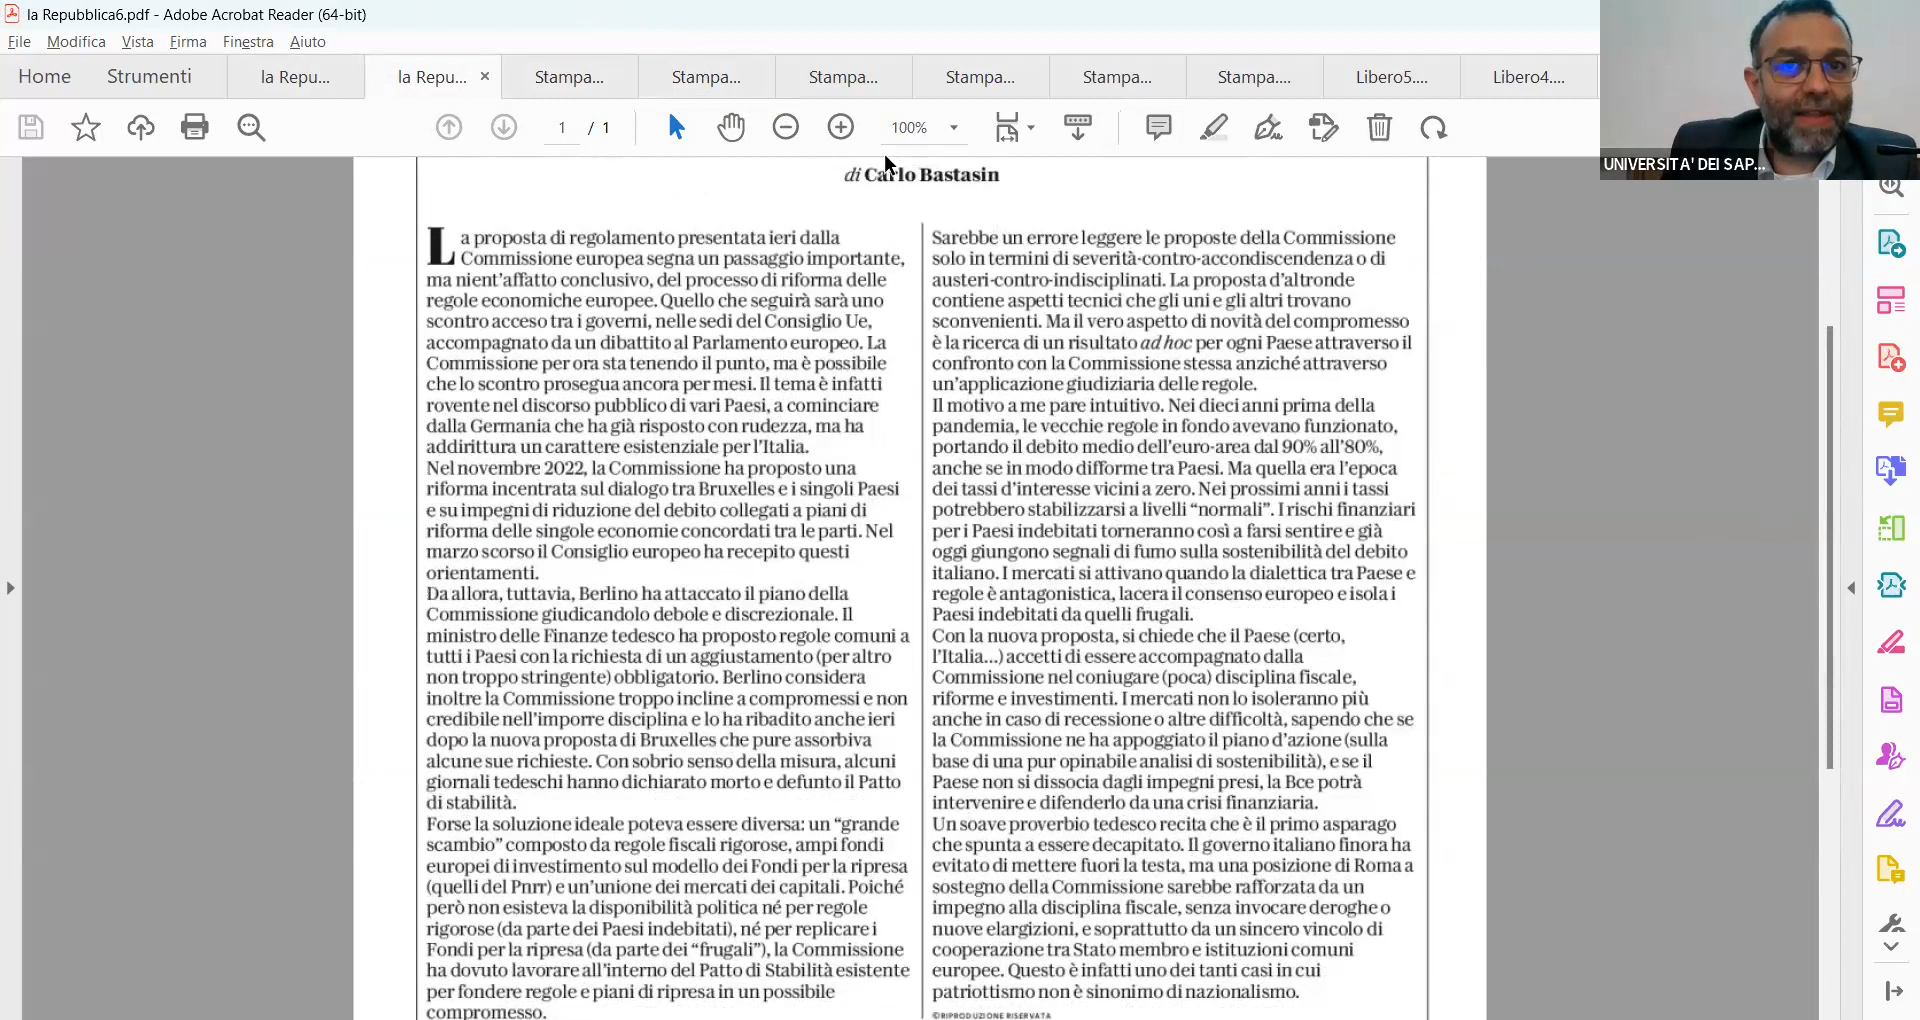 la Repubblica6.pdf - Adobe Acrobat Reader (64-bit)
File Modifica Vista Firma Finestra Aiuto
Home Strumenti la Repu... la Repu... × Stampa... Stampa... Stampa... Stampa... Stampa... Stampa.... Libero5.... Libero4....
1 / 1 100%
UNIVERSITA' DEI SAP...
di Carlo Bastasin
La proposta di regolamento presentata ieri dalla
Commissione europea segna un passaggio importante,
ma nient'affatto conclusivo, del processo di riforma delle
regole economiche europee. Quello che seguirà sarà uno
scontro acceso tra i governi, nelle sedi del Consiglio Ue,
accompagnato da un dibattito al Parlamento europeo. La
Commissione per ora sta tenendo il punto, ma è possibile
che lo scontro prosegua ancora per mesi. Il tema è infatti
rovente nel discorso pubblico di vari Paesi, a cominciare
dalla Germania che ha già risposto con rudezza, ma ha
addirittura un carattere esistenziale per l'Italia.
Nel novembre 2022, la Commissione ha proposto una
riforma incentrata sul dialogo tra Bruxelles e i singoli Paesi
e su impegni di riduzione del debito collegati a piani di
riforma delle singole economie concordati tra le parti. Nel
marzo scorso il Consiglio europeo ha recepito questi
orientamenti.
Da allora, tuttavia, Berlino ha attaccato il piano della
Commissione giudicandolo debole e discrezionale. Il
ministro delle Finanze tedesco ha proposto regole comuni a
tutti i Paesi con la richiesta di un aggiustamento (per altro
non troppo stringente) obbligatorio. Berlino considera
inoltre la Commissione troppo incline a compromessi e non
credibile nell'imporre disciplina e lo ha ribadito anche ieri
dopo la nuova proposta di Bruxelles che pure assorbiva
alcune sue richieste. Con sobrio senso della misura, alcuni
giornali tedeschi hanno dichiarato morto e defunto il Patto
di stabilità.
Forse la soluzione ideale poteva essere diversa: un “grande
scambio” composto da regole fiscali rigorose, ampi fondi
europei di investimento sul modello dei Fondi per la ripresa
(quelli del Pnrr) e un'unione dei mercati dei capitali. Poiché
però non esisteva la disponibilità politica né per regole
rigorose (da parte dei Paesi indebitati), né per replicare i
Fondi per la ripresa (da parte dei “frugali”), la Commissione
ha dovuto lavorare all'interno del Patto di Stabilità esistente
per fondere regole e piani di ripresa in un possibile
compromesso.
Sarebbe un errore leggere le proposte della Commissione
solo in termini di severità-contro-accondiscendenza o di
austeri-contro-indisciplinati. La proposta d'altronde
contiene aspetti tecnici che gli uni e gli altri trovano
sconvenienti. Ma il vero aspetto di novità del compromesso
è la ricerca di un risultato ad hoc per ogni Paese attraverso il
confronto con la Commissione stessa anziché attraverso
un'applicazione giudiziaria delle regole.
Il motivo a me pare intuitivo. Nei dieci anni prima della
pandemia, le vecchie regole in fondo avevano funzionato,
portando il debito medio dell'euro-area dal 90% all'80%,
anche se in modo difforme tra Paesi. Ma quella era l'epoca
dei tassi d'interesse vicini a zero. Nei prossimi anni i tassi
potrebbero stabilizzarsi a livelli “normali”. I rischi finanziari
per i Paesi indebitati torneranno così a farsi sentire e già
oggi giungono segnali di fumo sulla sostenibilità del debito
italiano. I mercati si attivano quando la dialettica tra Paese e
regole è antagonistica, lacera il consenso europeo e isola i
Paesi indebitati da quelli frugali.
Con la nuova proposta, si chiede che il Paese (certo,
l'Italia...) accetti di essere accompagnato dalla
Commissione nel coniugare (poca) disciplina fiscale,
riforme e investimenti. I mercati non lo isoleranno più
anche in caso di recessione o altre difficoltà, sapendo che se
la Commissione ne ha appoggiato il piano d'azione (sulla
base di una pur opinabile analisi di sostenibilità), e se il
Paese non si dissocia dagli impegni presi, la Bce potrà
intervenire e difenderlo da una crisi finanziaria.
Un soave proverbio tedesco recita che è il primo asparago
che spunta a essere decapitato. Il governo italiano finora ha
evitato di mettere fuori la testa, ma una posizione di Roma a
sostegno della Commissione sarebbe rafforzata da un
impegno alla disciplina fiscale, senza invocare deroghe o
nuove elargizioni, e soprattutto da un sincero vincolo di
cooperazione tra Stato membro e istituzioni comuni
europee. Questo è infatti uno dei tanti casi in cui
patriottismo non è sinonimo di nazionalismo.
©RIPRODUZIONE RISERVATA